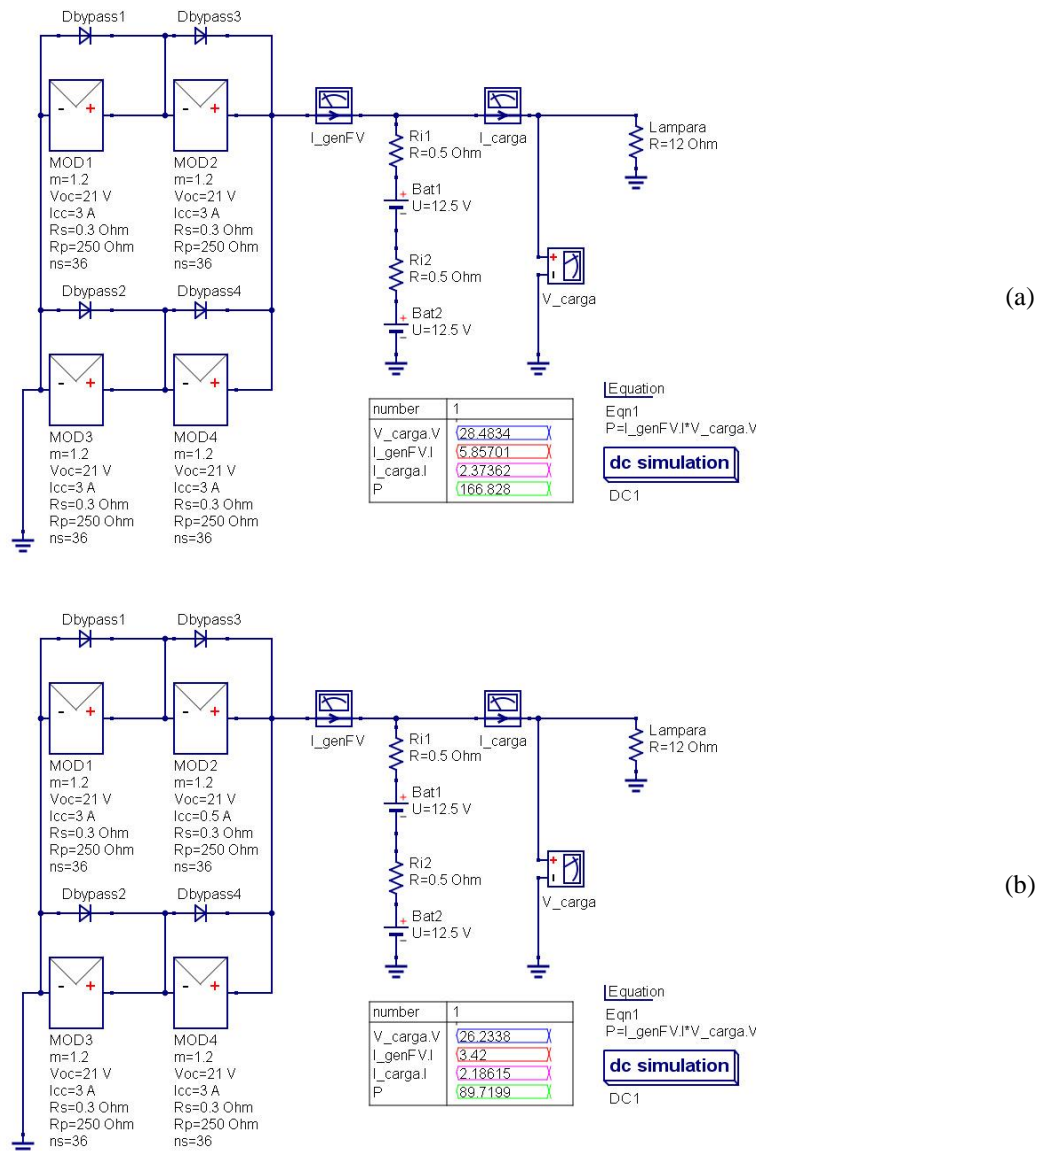 Dbypass1
Dbypass3
I_genFV
I_carga
Lampara
R=12 Ohm
Ri1
R=0.5 Ohm
Bat1
U=12.5 V
Ri2
R=0.5 Ohm
Bat2
U=12.5 V
V_carga
MOD1
m=1.2
Voc=21 V
Icc=3 A
Rs=0.3 Ohm
Rp=250 Ohm
ns=36
MOD2
m=1.2
Voc=21 V
Icc=3 A
Rs=0.3 Ohm
Rp=250 Ohm
ns=36
Dbypass2
Dbypass4
(a)
MOD3
m=1.2
Voc=21 V
Icc=3 A
Rs=0.3 Ohm
Rp=250 Ohm
ns=36
MOD4
m=1.2
Voc=21 V
Icc=3 A
Rs=0.3 Ohm
Rp=250 Ohm
ns=36
number 1
V_carga.V 28.4834
I_genFV.I 5.85701
I_carga.I 2.37362
P 166.828
Equation
Eqn1
P=I_genFV.I*V_carga.V
dc simulation
DC1
Dbypass1
Dbypass3
I_genFV
I_carga
Lampara
R=12 Ohm
Ri1
R=0.5 Ohm
Bat1
U=12.5 V
Ri2
R=0.5 Ohm
Bat2
U=12.5 V
V_carga
MOD1
m=1.2
Voc=21 V
Icc=3 A
Rs=0.3 Ohm
Rp=250 Ohm
ns=36
MOD2
m=1.2
Voc=21 V
Icc=0.5 A
Rs=0.3 Ohm
Rp=250 Ohm
ns=36
Dbypass2
Dbypass4
(b)
MOD3
m=1.2
Voc=21 V
Icc=3 A
Rs=0.3 Ohm
Rp=250 Ohm
ns=36
MOD4
m=1.2
Voc=21 V
Icc=3 A
Rs=0.3 Ohm
Rp=250 Ohm
ns=36
number 1
V_carga.V 26.2338
I_genFV.I 3.42
I_carga.I 2.18615
P 89.7199
Equation
Eqn1
P=I_genFV.I*V_carga.V
dc simulation
DC1